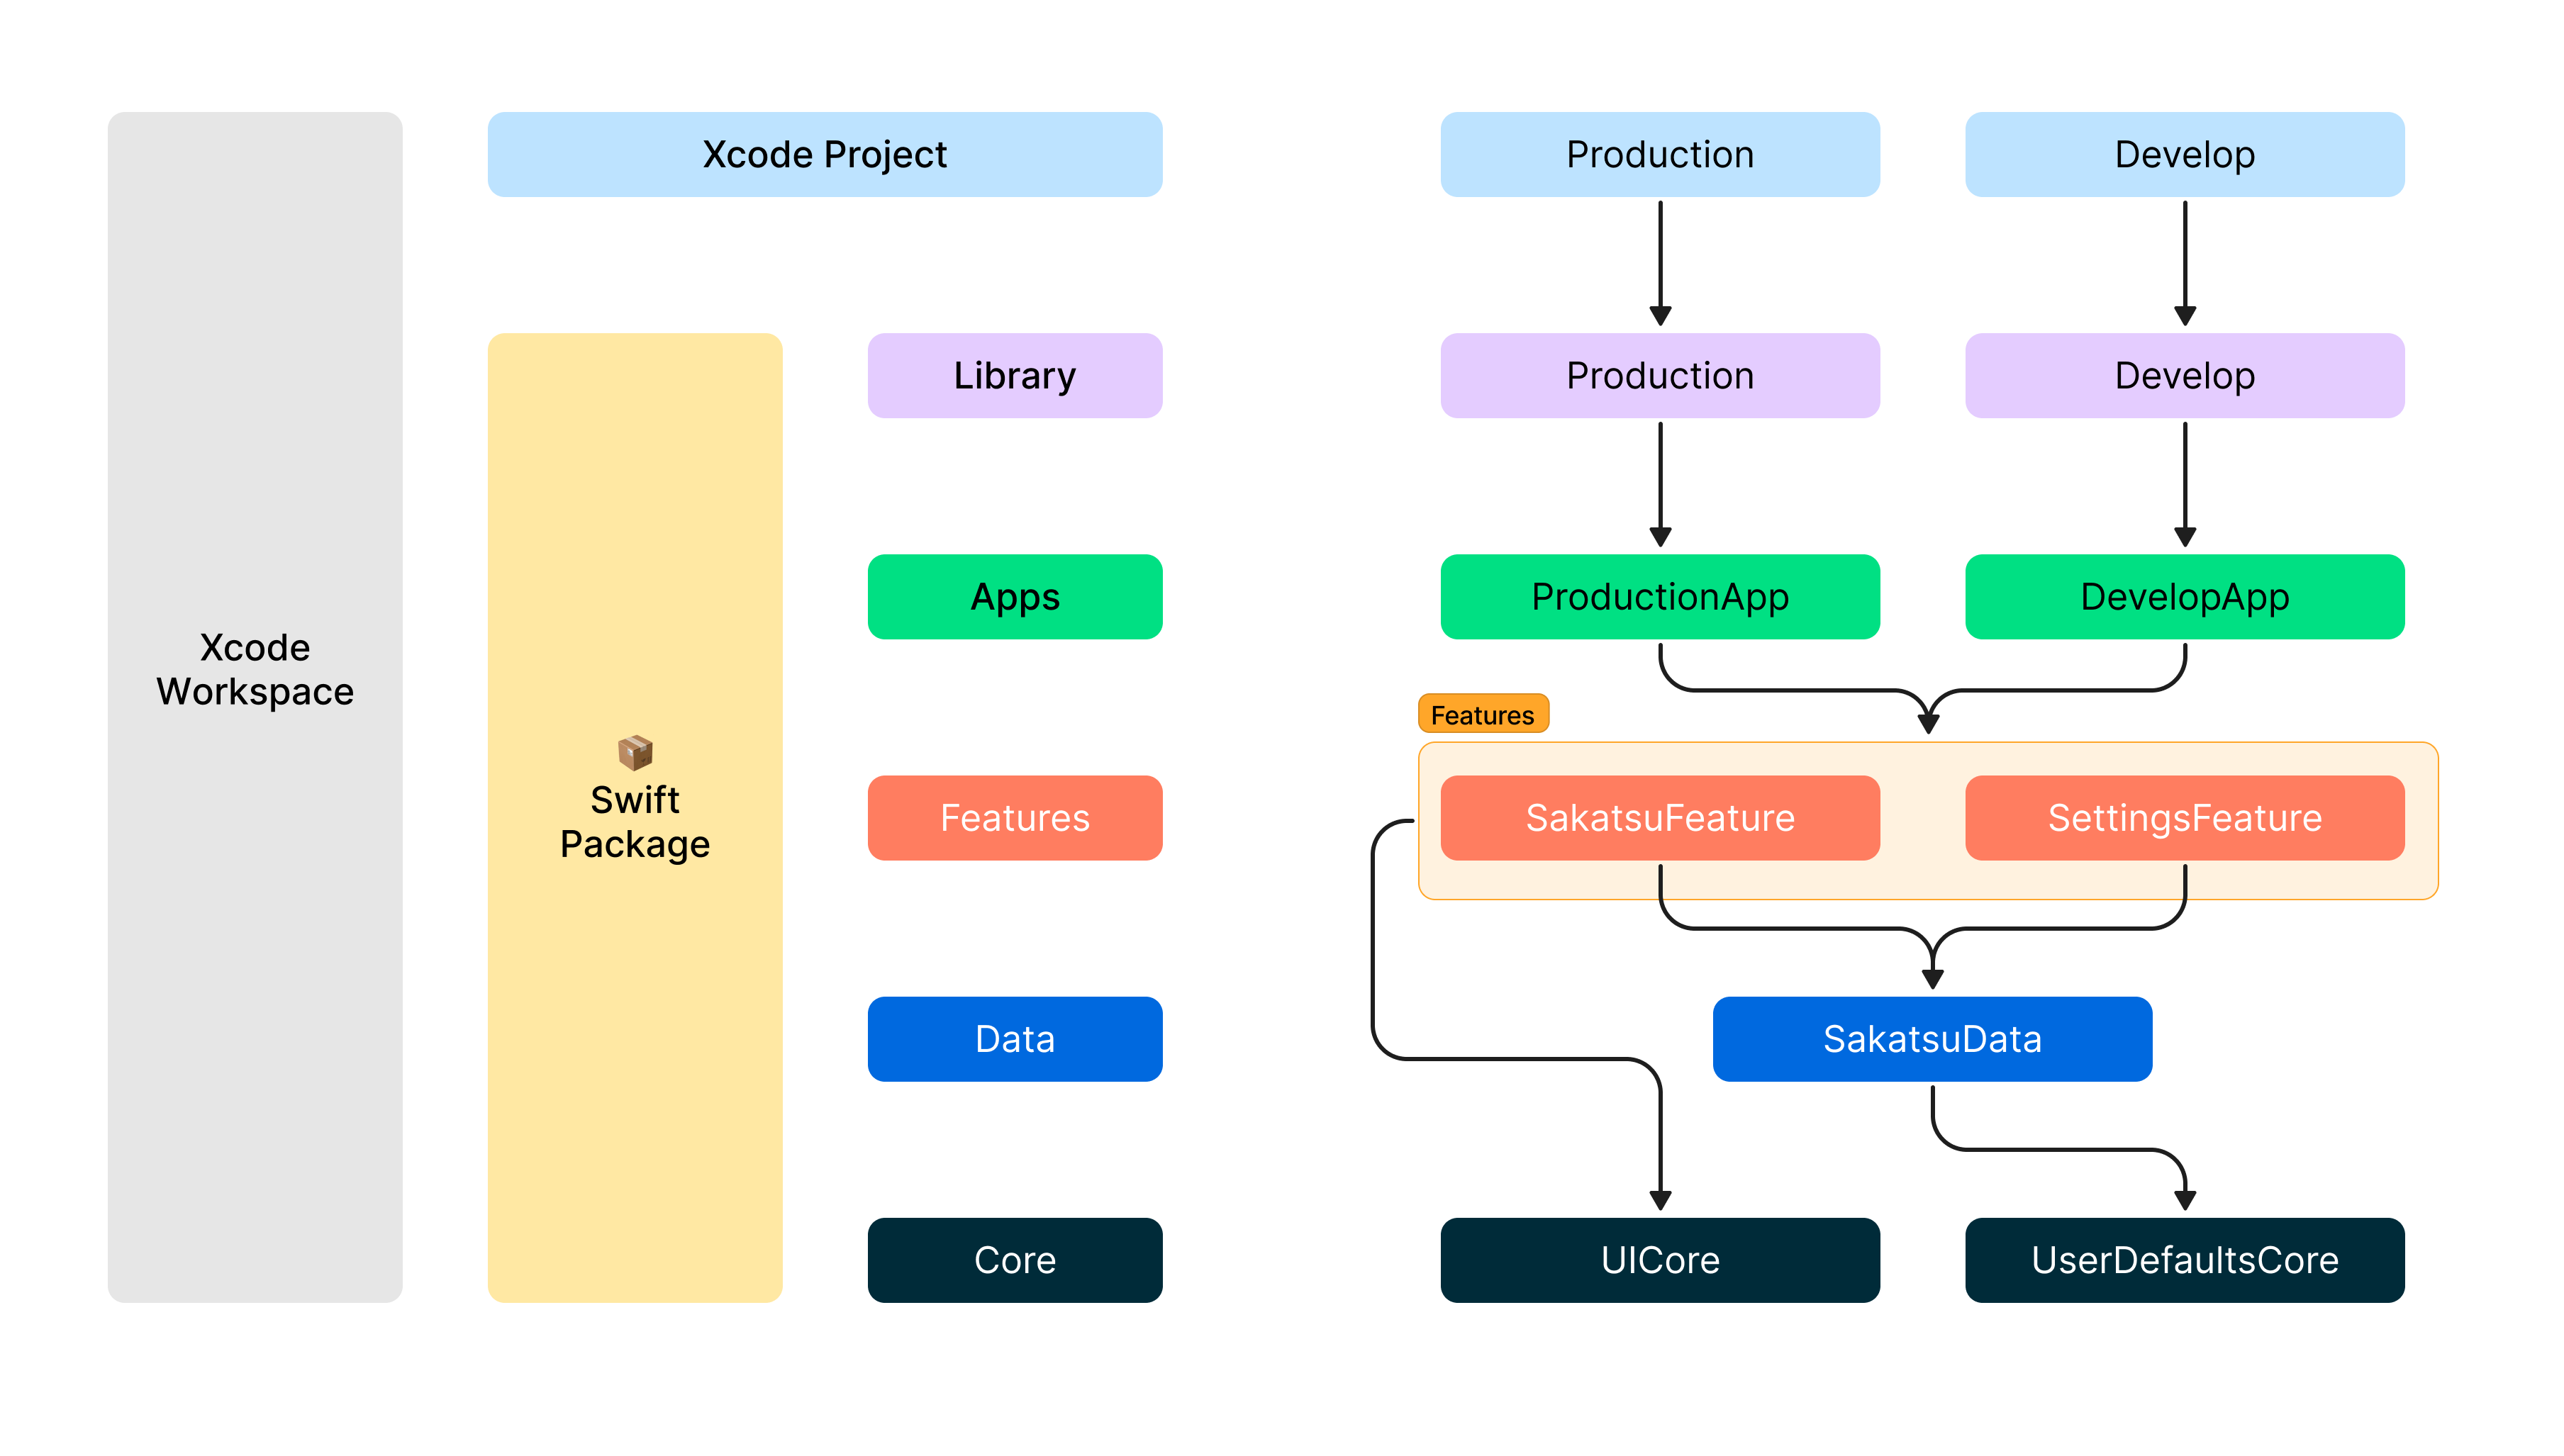 Xcode Project
Production
Develop
Library
Production
Develop
Apps
ProductionApp
DevelopApp
Xcode
Workspace
Features
📦
Swift
Package
Features
SakatsuFeature
SettingsFeature
Data
SakatsuData
Core
UICore
UserDefaultsCore